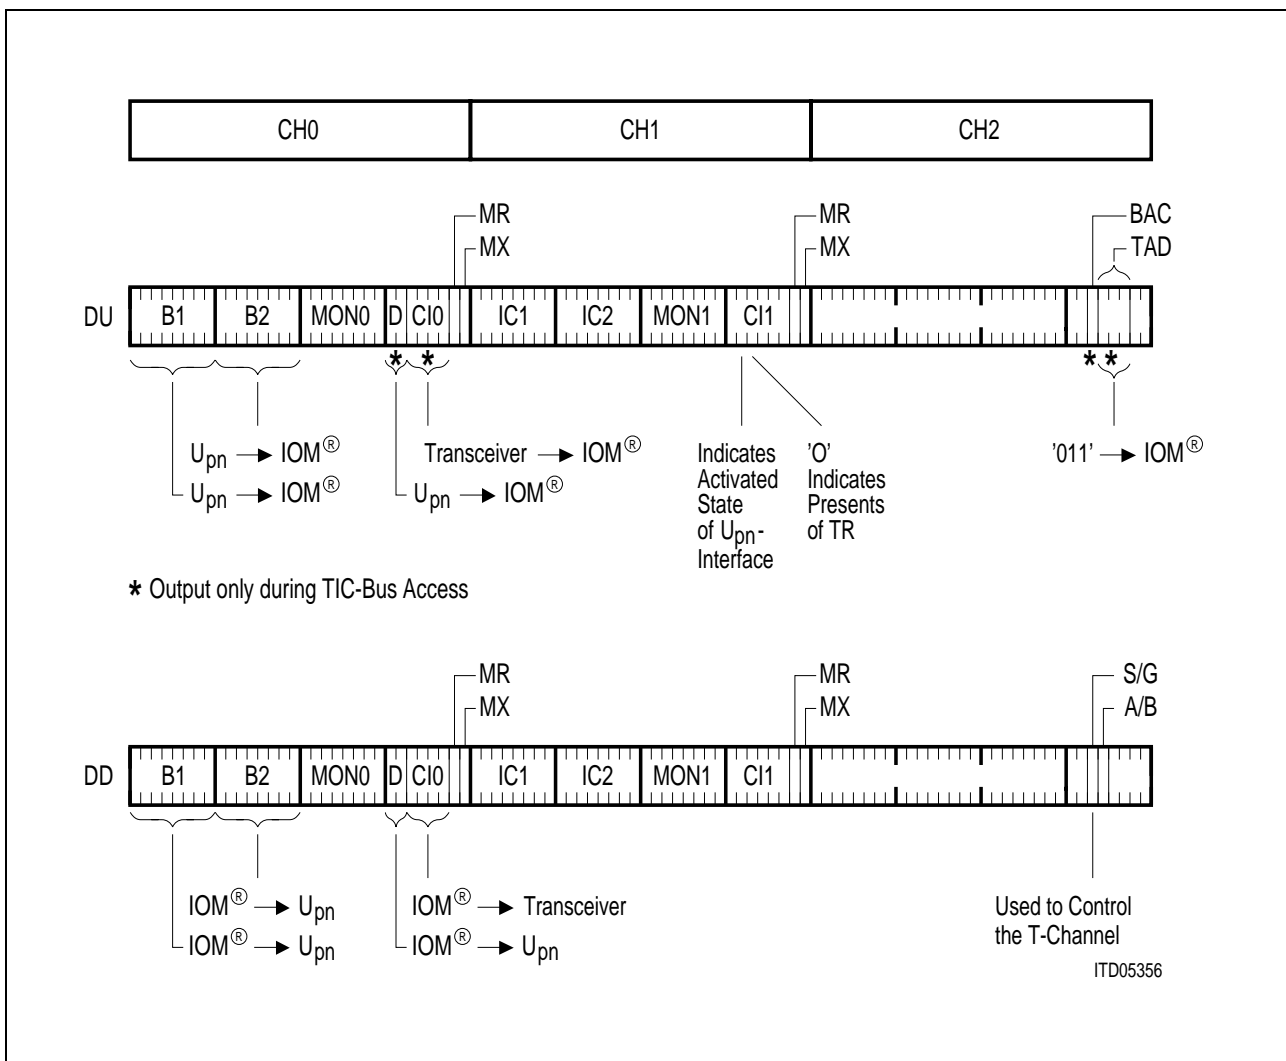 CH0 CH1 CH2
MR MR BAC
MX MX TAD
DU B1 B2 MON0 D CI0 IC1 IC2 MON1 CI1
* * * *
Upn → IOM® Transceiver → IOM® Indicates 'O' '011' → IOM®
Upn → IOM® Upn → IOM® Activated Indicates
State Presents
of Upn- of TR
Interface
* Output only during TIC-Bus Access
MR MR S/G
MX MX A/B
DD B1 B2 MON0 D CI0 IC1 IC2 MON1 CI1
IOM® → Upn IOM® → Transceiver Used to Control
IOM® → Upn IOM® → Upn the T-Channel
ITD05356